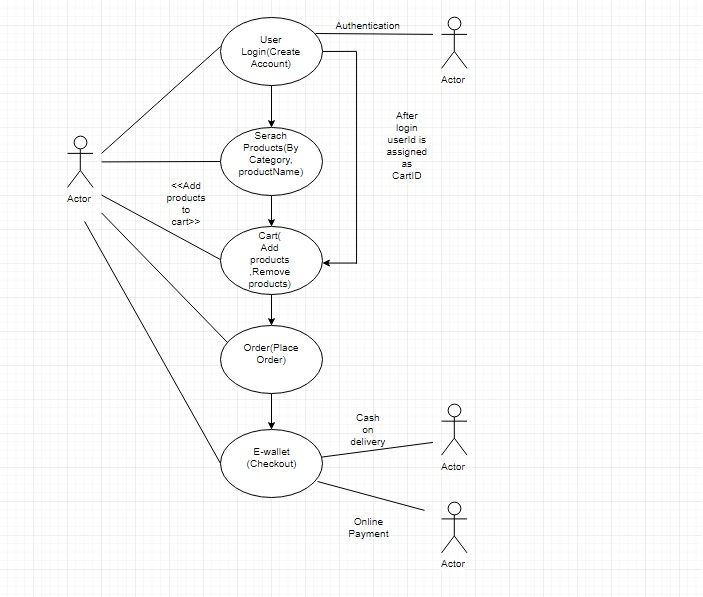 Authentication
User
Login(Create
Account)
Actor
After
login
userId is
assigned
as
CartID
Serach
Products(By
Category,
productName)
Actor
<<Add
products
to
cart>>
Cart(
Add
products
,Remove
products)
Order(Place
Order)
Cash
on
delivery
E-wallet
(Checkout)
Actor
Online
Payment
Actor